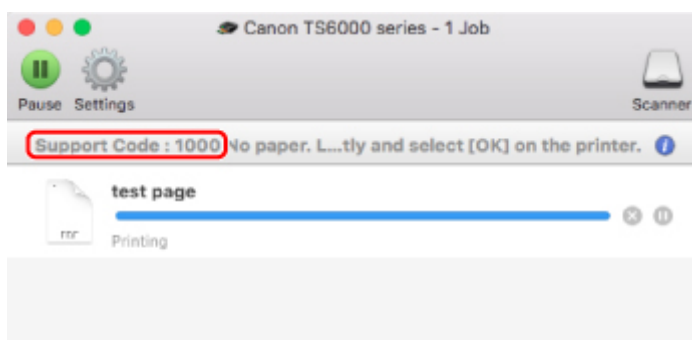 Canon TS6000 series - 1 Job
Pause Settings
Scanner
Support Code : 1000 No paper. L...tly and select [OK] on the printer.
test page
Printing